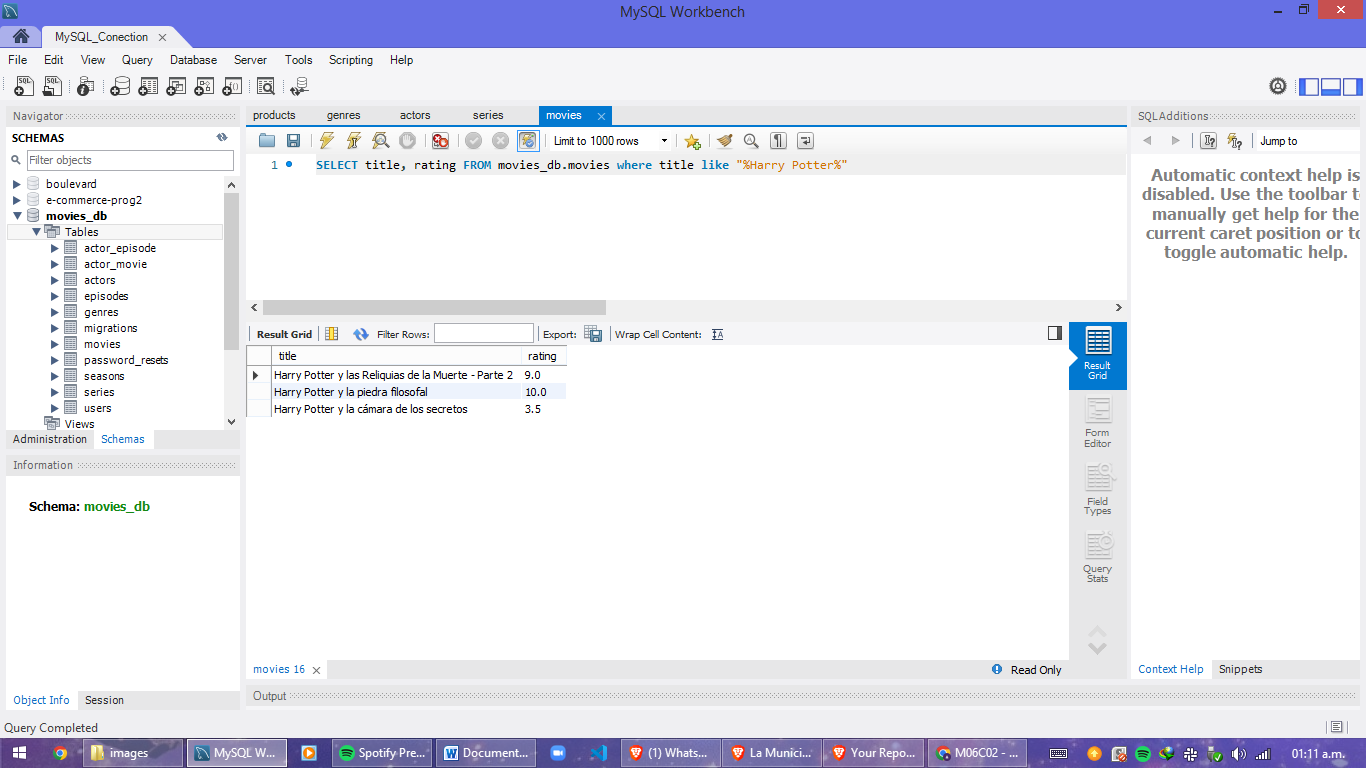 MySQL Workbench
MySQL_Conection
File Edit View Query Database Server Tools Scripting Help
Navigator
SCHEMAS
Filter objects
boulevard
e-commerce-prog2
movies_db
Tables
actor_episode
actor_movie
actors
episodes
genres
migrations
movies
password_resets
seasons
series
users
Views
Administration Schemas
Information
Schema: movies_db
Object Info Session
products genres actors series movies
Limit to 1000 rows
1 SELECT title, rating FROM movies_db.movies where title like "%Harry Potter%"
Result Grid Filter Rows: Export: Wrap Cell Content:
title rating
Harry Potter y las Reliquias de la Muerte - Parte 2 9.0
Harry Potter y la piedra filosofal 10.0
Harry Potter y la cámara de los secretos 3.5
Result
Grid
Form
Editor
Field
Types
Query
Stats
movies 16
Read Only
Output
SQLAdditions
Jump to
Automatic context help is
disabled. Use the toolbar t
manually get help for the
current caret position or to
toggle automatic help.
Context Help Snippets
Query Completed
images MySQL W... Spotify Pre... Document... (1) Whats... La Munici... Your Repo... M06C02 - ... 01:11 a.m.